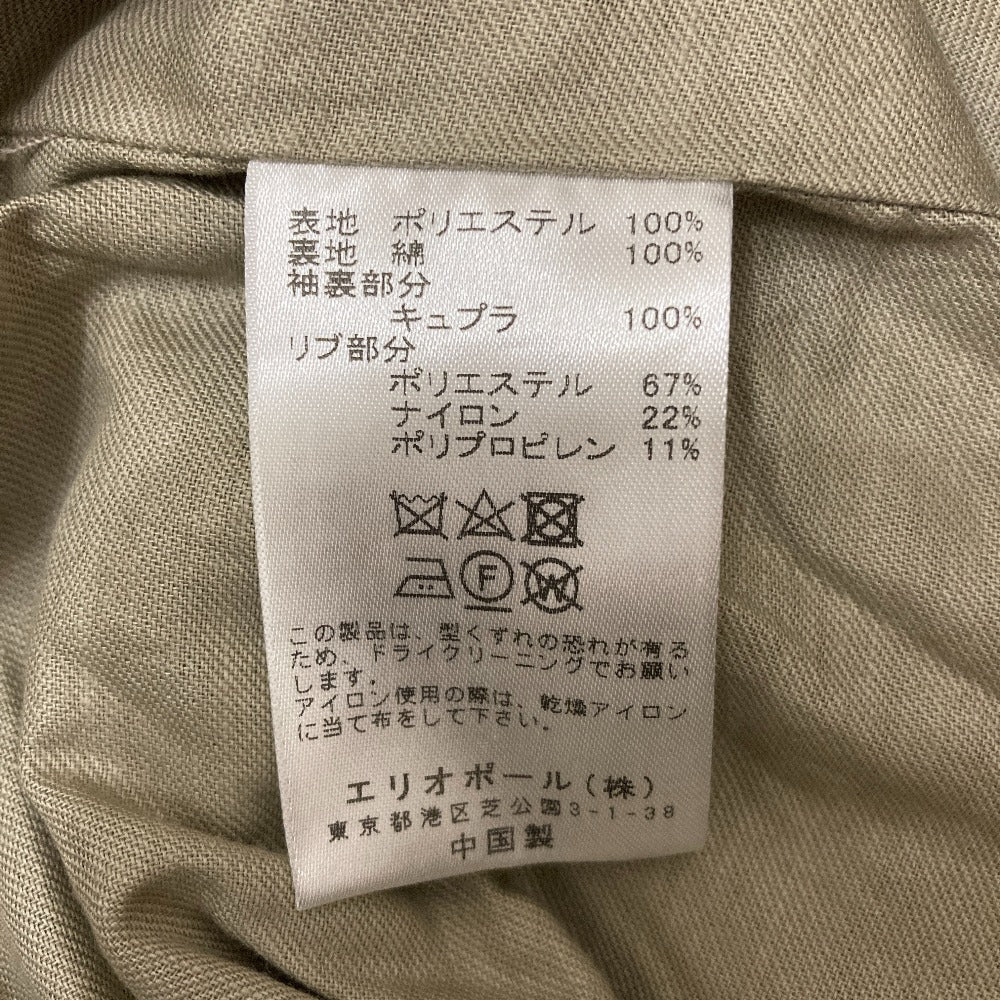 表地 ポリエステル 100%
裏地 綿 100%
袖裏部分
キュプラ 100%
リブ部分
ポリエステル 67%
ナイロン 22%
ポリプロピレン 11%
F W
この製品は、型くずれの恐れが有る
ため、ドライクリーニングでお願い
します。
アイロン使用の際は、乾燥アイロン
に当て布をして下さい。
エリオポール(株)
東京都港区芝公園3-1-38
中国製